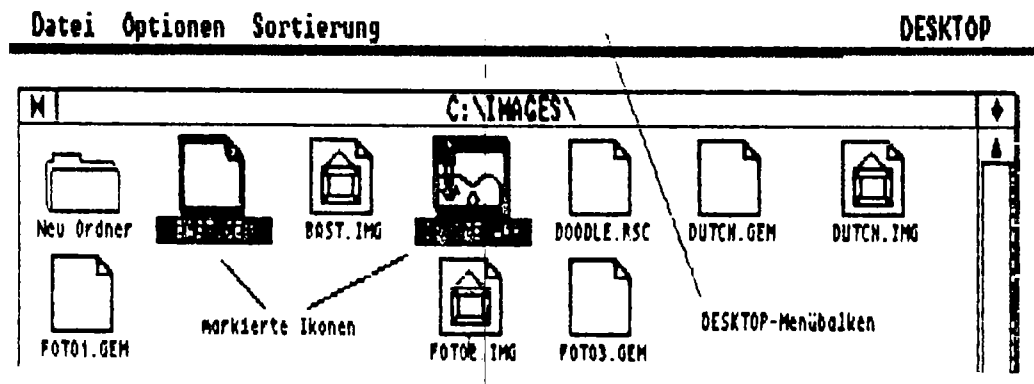 Datei Optionen Sortierung DESKTOP
C:\IMAGES\
Neu Ordner BAST.IMG DOODLE.RSC DUTCH.GEM DUTCH.IMG
markierte Ikonen DESKTOP-Menübalken
FOTO1.GEM FOTO2.IMG FOTO3.GEM